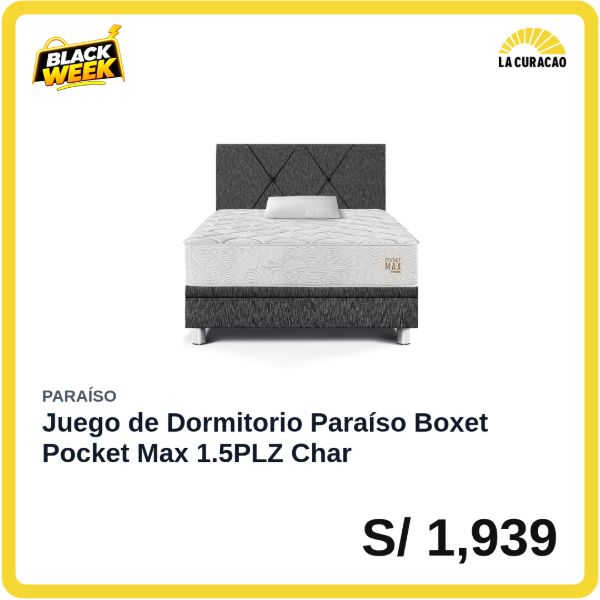 BLACK
WEEK
LA CURACAO
POCKET
MAX
PARAÍSO
Juego de Dormitorio Paraíso Boxet
Pocket Max 1.5PLZ Char
S/ 1,939